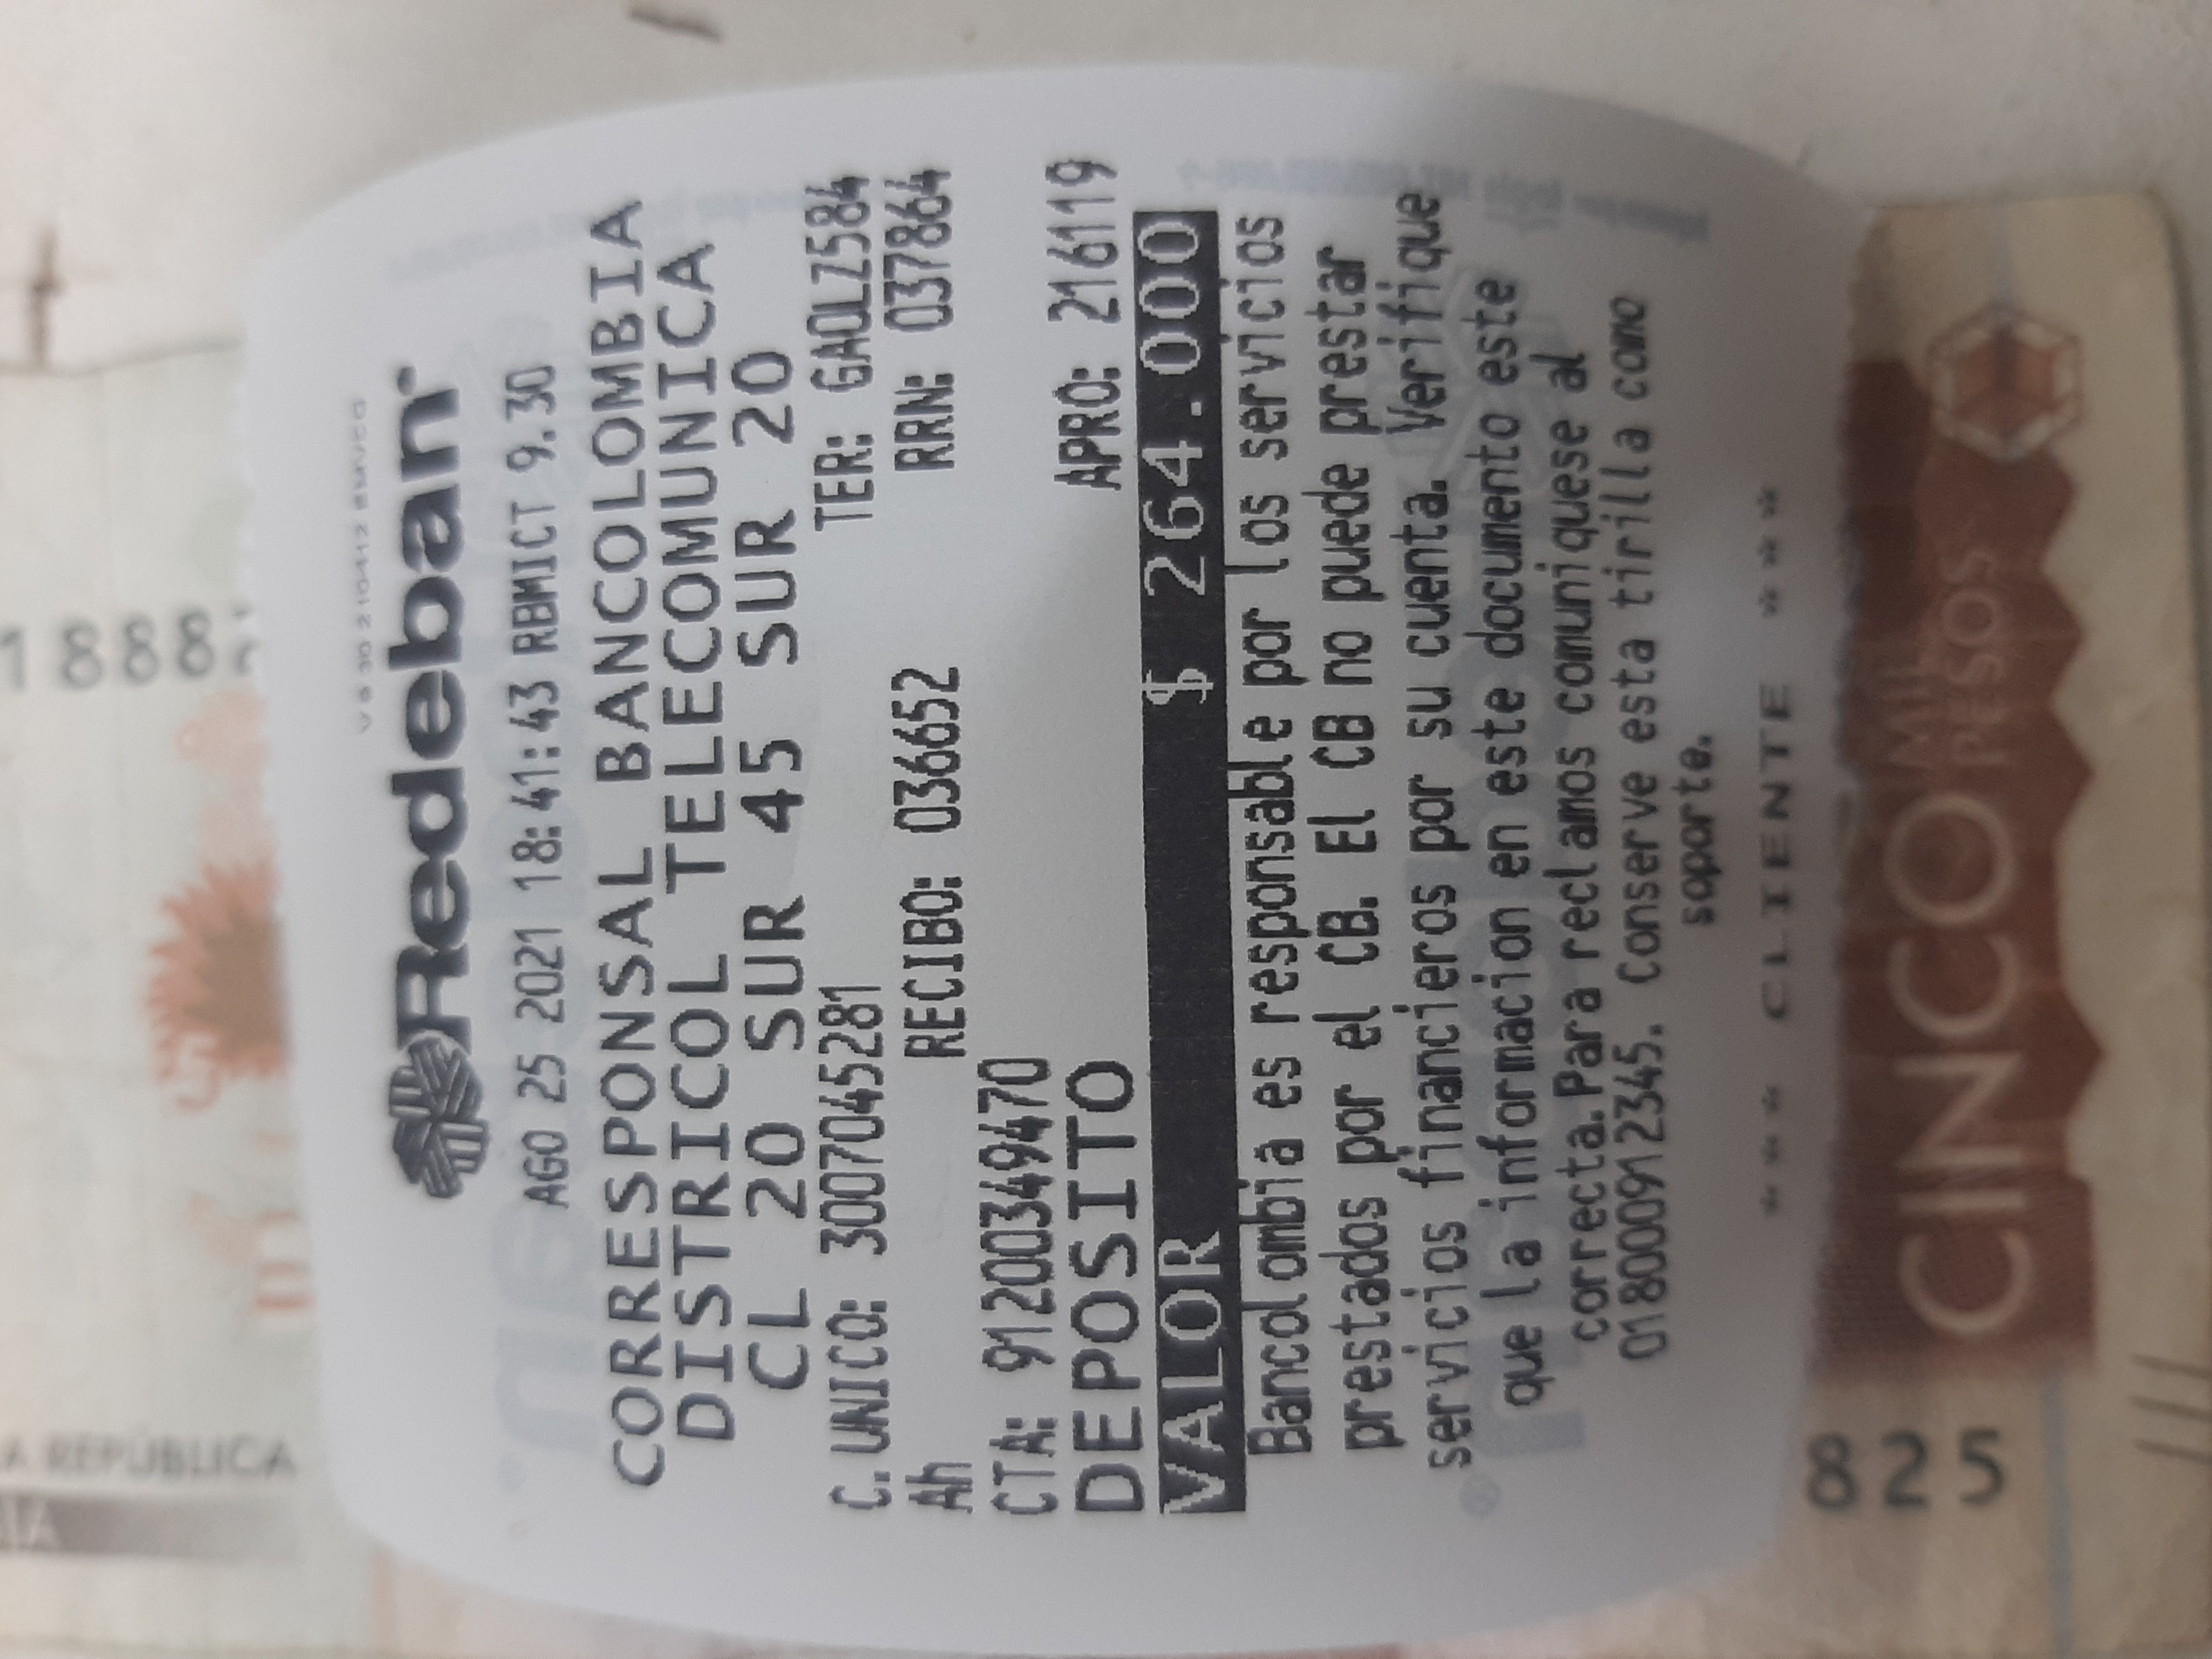 Redeban
AGO 25 2021 18:41:43 RBMICT 9.30
CORRESPONSAL BANCOLOMBIA
DISTRICOL TELECOMUNICA
CL 20 SUR 45 SUR 20
C. UNICO: 3007045281 TER: GAOLZ584
Ah RECIBO: 036652 RRN: 037864
CTA: 91200349470
DEPOSITO APRO: 216119
VALOR $ 264.000
Bancolombia es responsable por los servicios
prestados por el CB. El CB no puede prestar
servicios financieros por su cuenta. Verifique
que la informacion en este documento este
correcta.Para reclamos comuniquese al
018000912345. Conserve esta tirilla como
soporte.
*** CLIENTE ***
CINCO MIL
PESOS
825
1888
A REPÚBLICA